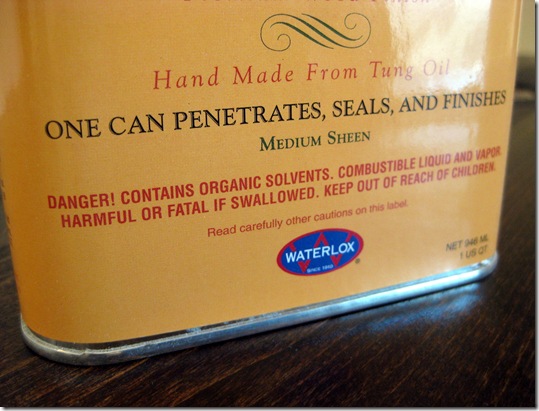 Hand Made From Tung Oil
ONE CAN PENETRATES, SEALS, AND FINISHES
MEDIUM SHEEN
DANGER! CONTAINS ORGANIC SOLVENTS. COMBUSTIBLE LIQUID AND VAPOR.
HARMFUL OR FATAL IF SWALLOWED. KEEP OUT OF REACH OF CHILDREN.
Read carefully other cautions on this label.
WATERLOX
SINCE 1910
®
NET 946 ML
1 US QT